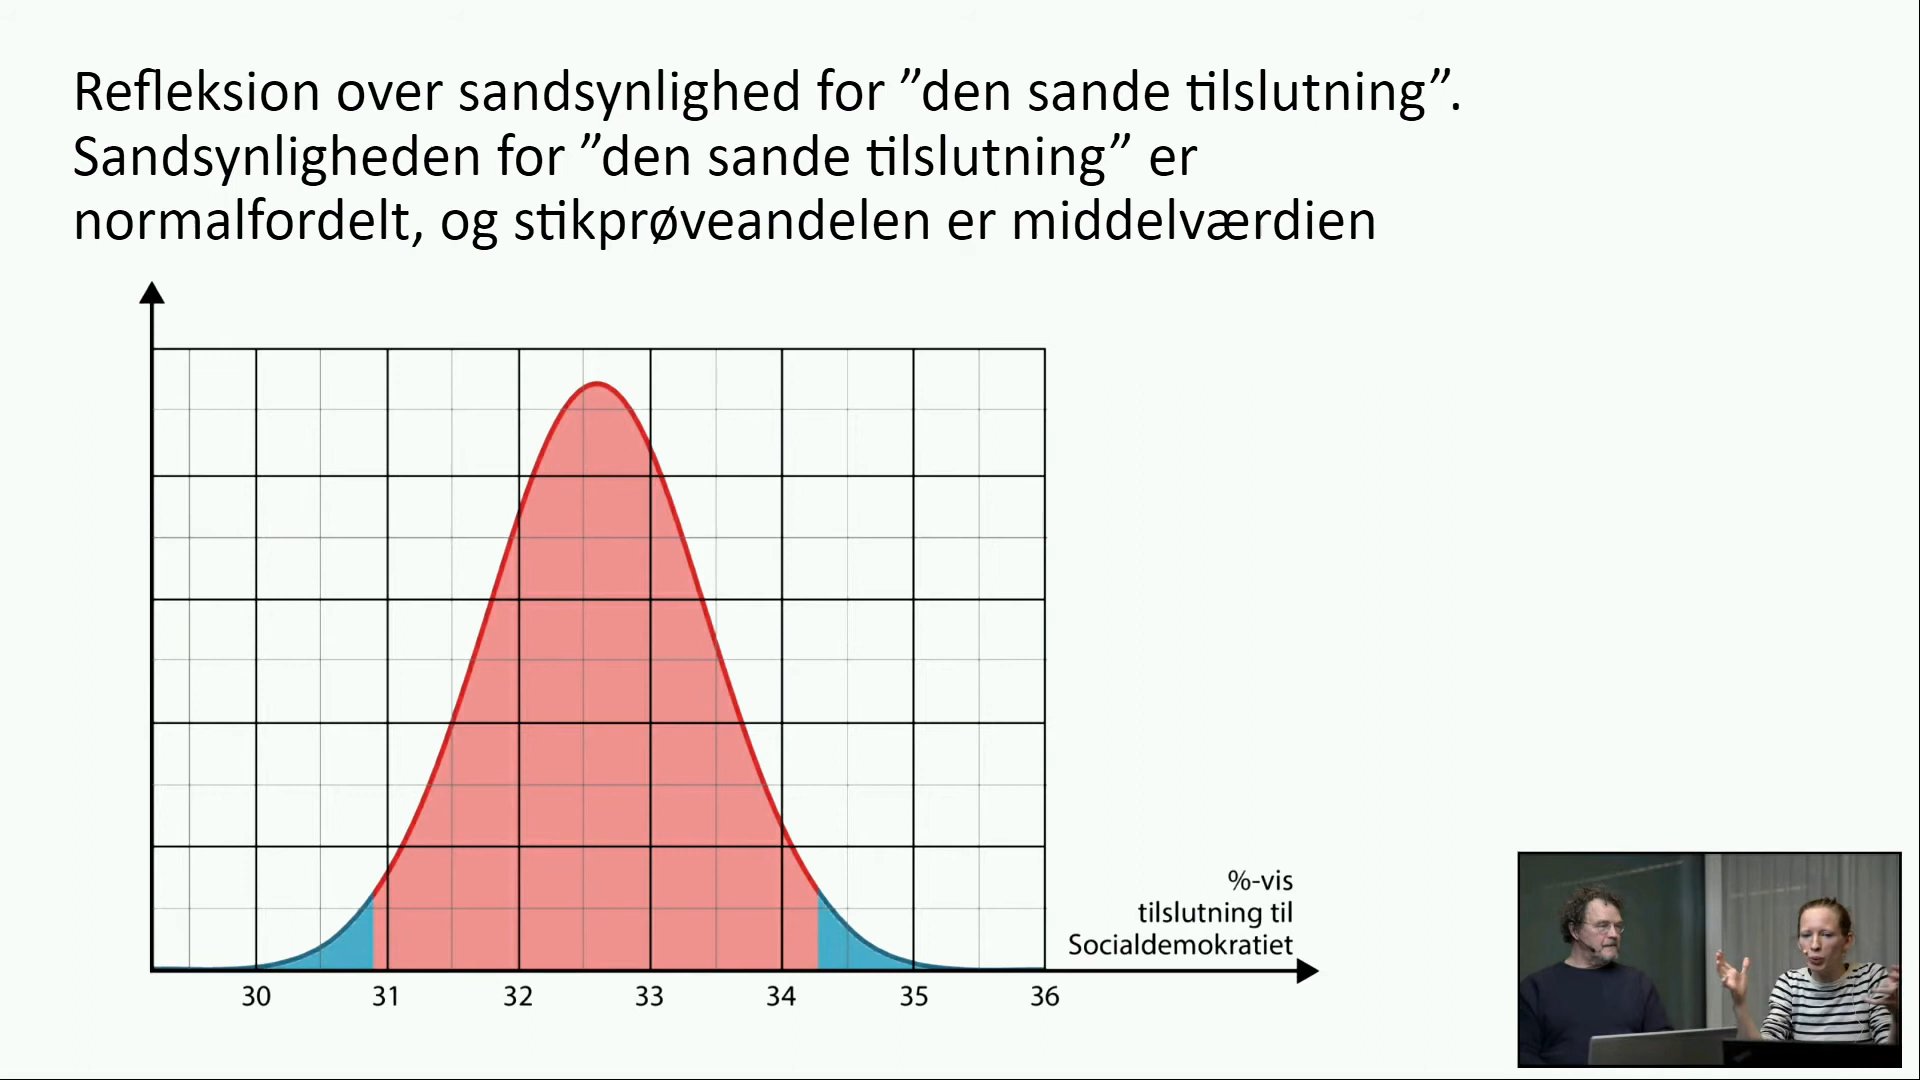 Refleksion over sandsynlighed for ”den sande tilslutning”.
Sandsynligheden for ”den sande tilslutning” er
normalfordelt, og stikprøveandelen er middelværdien
%-vis
tilslutning til
Socialdemokratiet
30 31 32 33 34 35 36